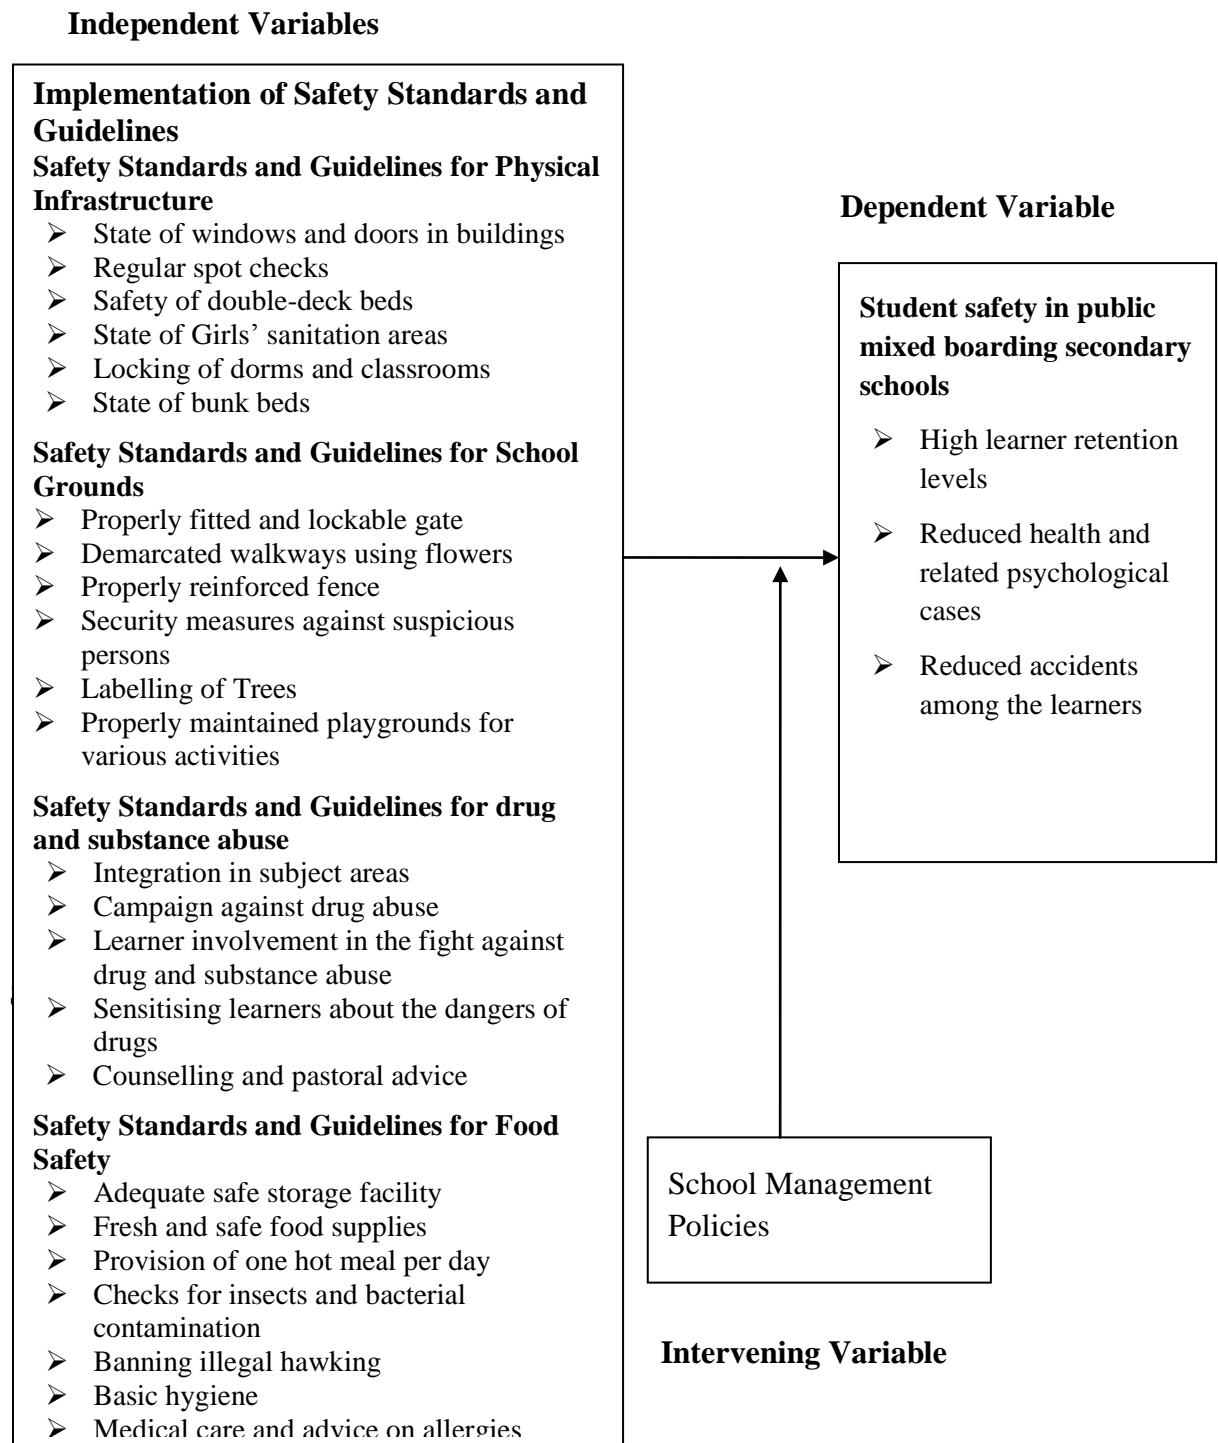 Independent Variables
Implementation of Safety Standards and
Guidelines
Safety Standards and Guidelines for Physical
Infrastructure
➢ State of windows and doors in buildings
➢ Regular spot checks
➢ Safety of double-deck beds
➢ State of Girls’ sanitation areas
➢ Locking of dorms and classrooms
➢ State of bunk beds
Safety Standards and Guidelines for School
Grounds
➢ Properly fitted and lockable gate
➢ Demarcated walkways using flowers
➢ Properly reinforced fence
➢ Security measures against suspicious
persons
➢ Labelling of Trees
➢ Properly maintained playgrounds for
various activities
Safety Standards and Guidelines for drug
and substance abuse
➢ Integration in subject areas
➢ Campaign against drug abuse
➢ Learner involvement in the fight against
drug and substance abuse
➢ Sensitising learners about the dangers of
drugs
➢ Counselling and pastoral advice
Safety Standards and Guidelines for Food
Safety
➢ Adequate safe storage facility
➢ Fresh and safe food supplies
➢ Provision of one hot meal per day
➢ Checks for insects and bacterial
contamination
➢ Banning illegal hawking
➢ Basic hygiene
➢ Medical care and advice on allergies
Dependent Variable
Student safety in public
mixed boarding secondary
schools
➢ High learner retention
levels
➢ Reduced health and
related psychological
cases
➢ Reduced accidents
among the learners
School Management
Policies
Intervening Variable